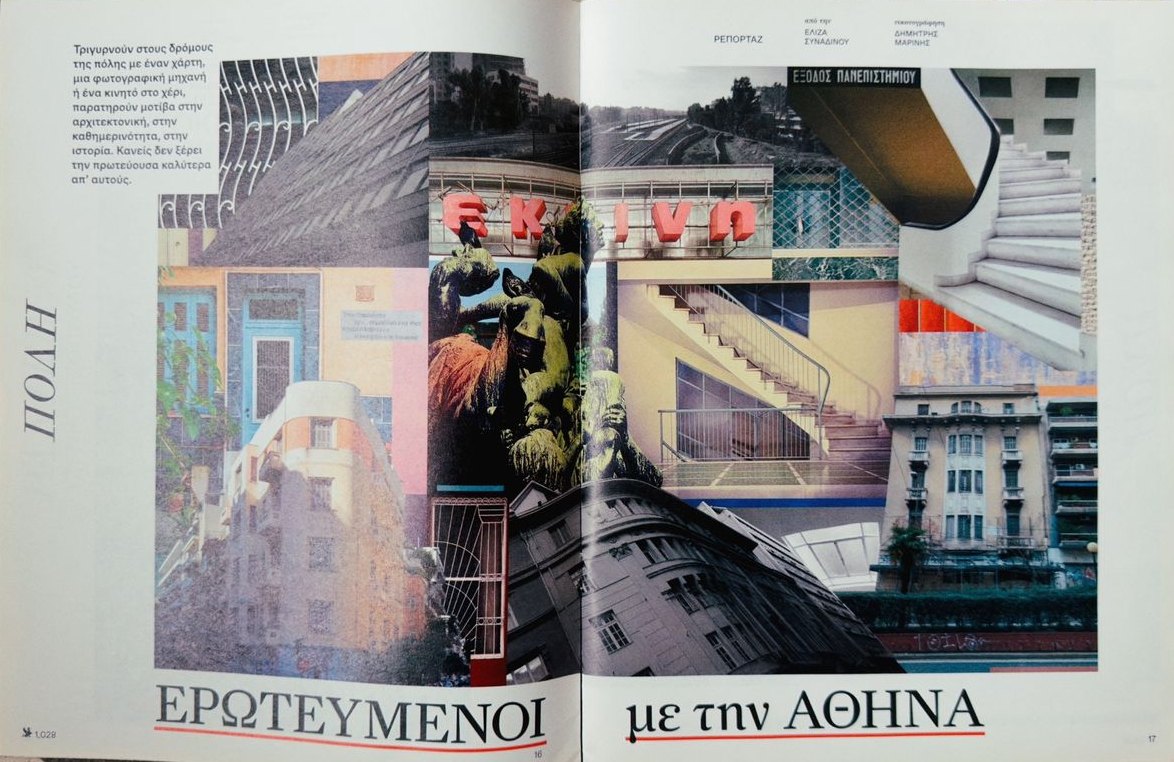 Τριγυρνούν στους δρόμους
της πόλης με έναν χάρτη,
μια φωτογραφική μηχανή
ή ένα κινητό στο χέρι,
παρατηρούν μοτίβα στην
αρχιτεκτονική, στην
καθημερινότητα, στην
ιστορία. Κανείς δεν ξέρει
την πρωτεύουσα καλύτερα
απ’ αυτούς.
ΡΕΠΟΡΤΑΖ
από την
ΕΛΙΖΑ
ΣΥΝΑΔΙΝΟΥ
εικονογράφηση
ΔΗΜΗΤΡΗΣ
ΜΑΡΙΝΗΣ
ΕΞΟΔΟΣ ΠΑΝΕΠΙΣΤΗΜΙΟΥ
ΠΟΛΗ
ΕΡΩΤΕΥΜΕΝΟΙ
με την ΑΘΗΝΑ
1.028
16
17